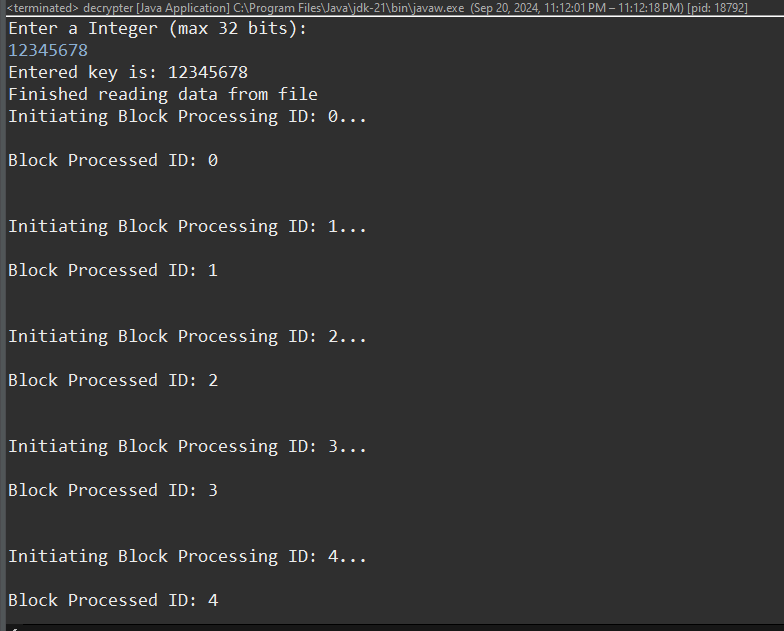 <terminated> decrypter [Java Application] C:\Program Files\Java\jdk-21\bin\javaw.exe (Sep 20, 2024, 11:12:01 PM – 11:12:18 PM) [pid: 18792]
Enter a Integer (max 32 bits):
12345678
Entered key is: 12345678
Finished reading data from file
Initiating Block Processing ID: 0...
Block Processed ID: 0
Initiating Block Processing ID: 1...
Block Processed ID: 1
Initiating Block Processing ID: 2...
Block Processed ID: 2
Initiating Block Processing ID: 3...
Block Processed ID: 3
Initiating Block Processing ID: 4...
Block Processed ID: 4